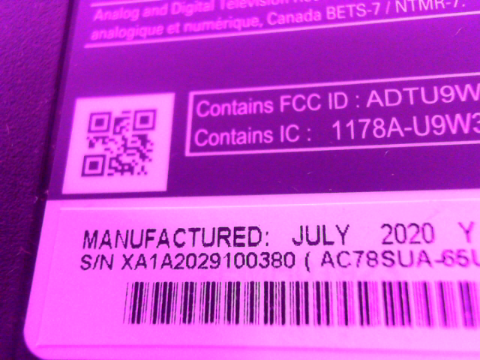 Analog and Digital Television
analogique et numérique, Canada BETS-7 / NTMR-7.
Contains FCC ID : ADTU9W
Contains IC : 1178A-U9W3
MANUFACTURED: JULY 2020 Y
S/N XA1A2029100380 ( AC78SUA-65U